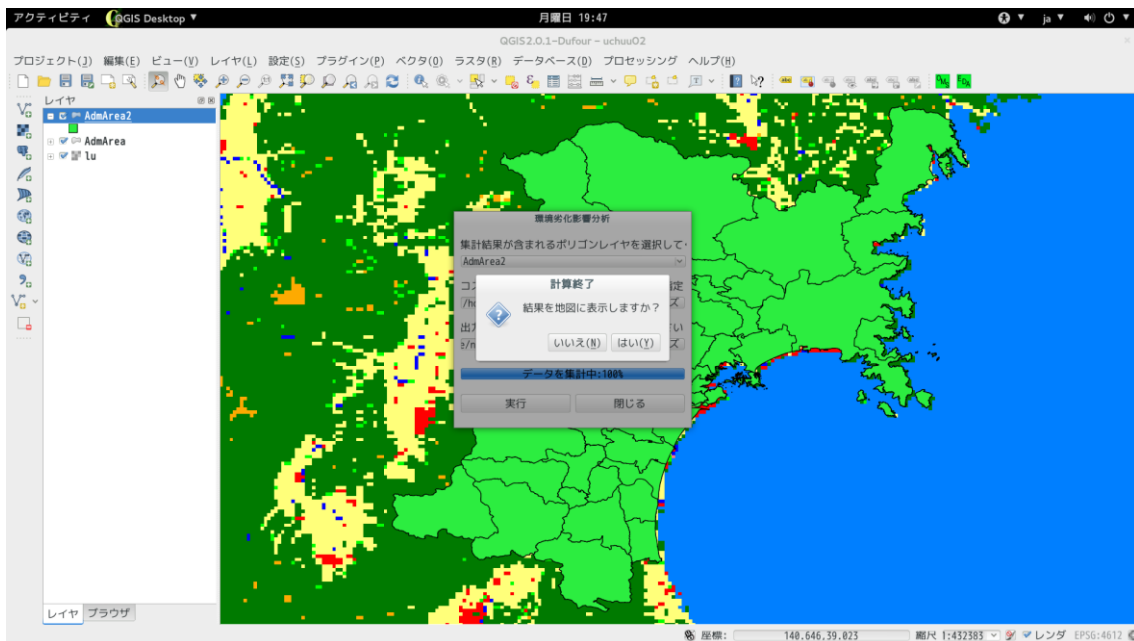 アクティビティ QGIS Desktop ▼ 月曜日 19:47 ja ▼
QGIS2.0.1-Dufour - uchuu02
プロジェクト(J) 編集(E) ビュー(V) レイヤ(L) 設定(S) プラグイン(P) ベクタ(O) ラスタ(R) データベース(D) プロセッシング ヘルプ(H)
レイヤ
AdmArea2
AdmArea
lu
環境劣化影響分析
集計結果が含まれるポリゴンレイヤを選択して
AdmArea2
計算終了
結果を地図に表示しますか？
いいえ(N) はい(Y)
データを集計中:100%
実行 閉じる
レイヤ ブラウザ
座標: 140.646,39.023 縮尺 1:432383 レンダ EPSG:4612